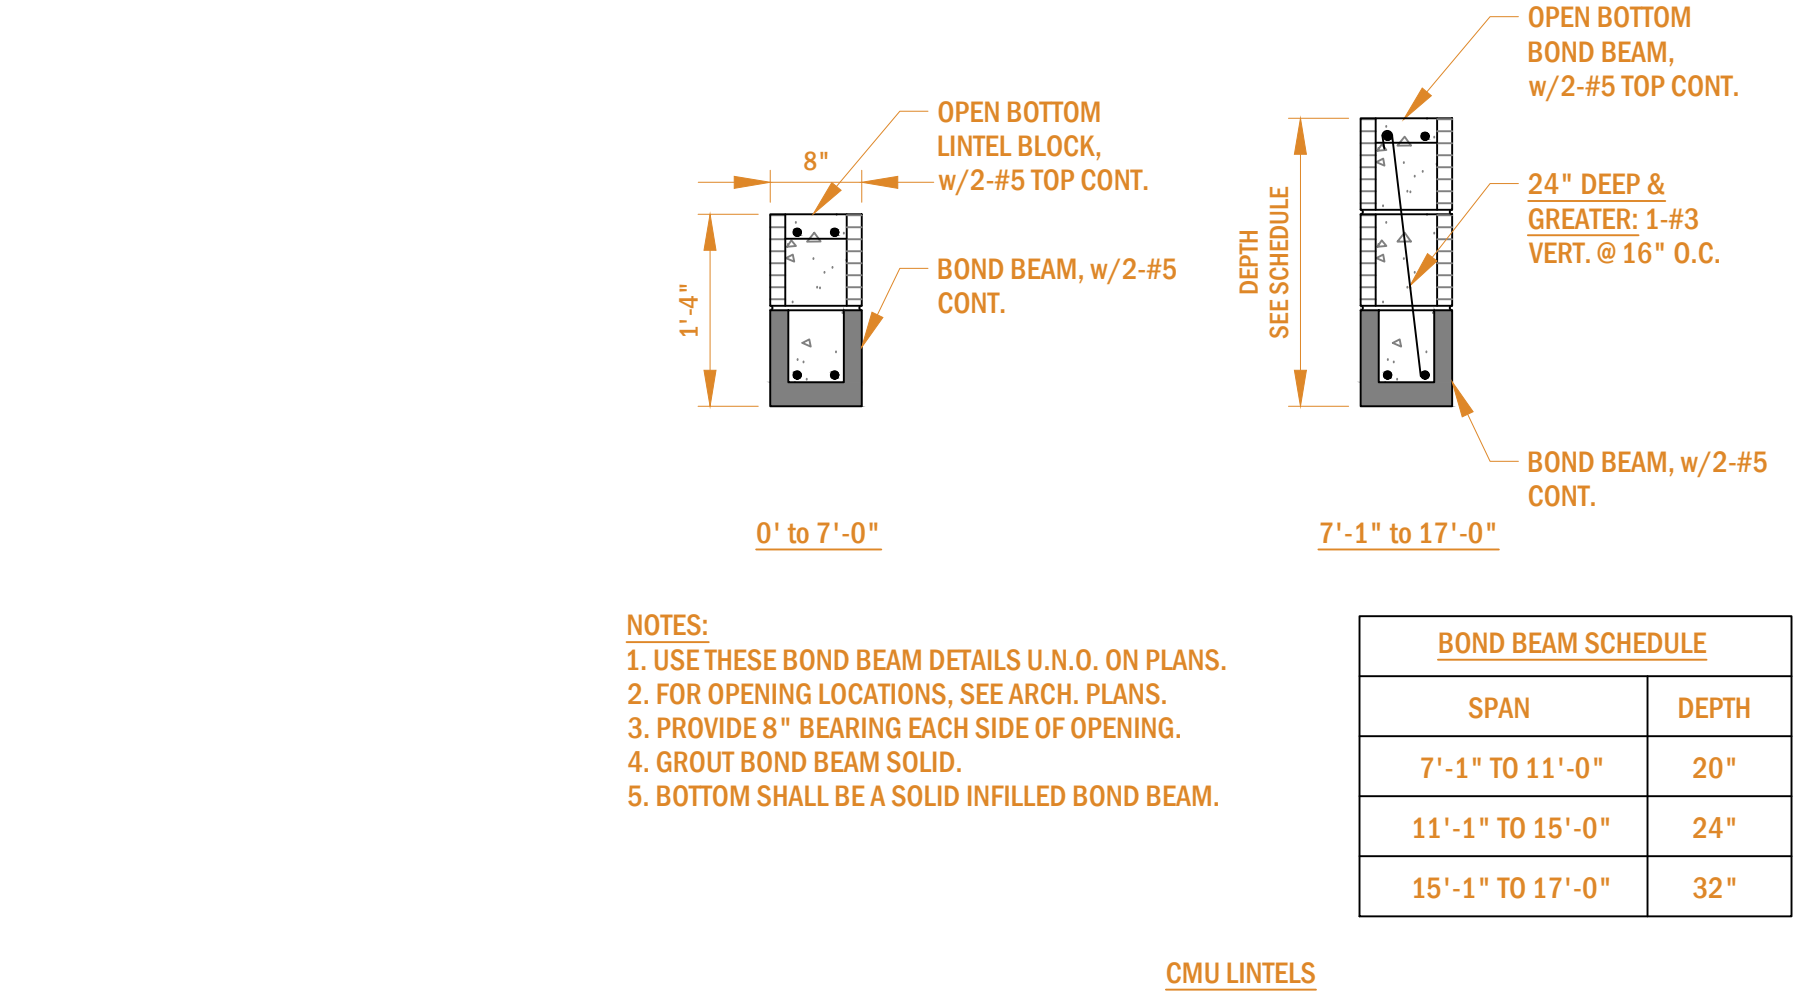 OPEN BOTTOM
LINTEL BLOCK,
w/2-#5 TOP CONT.
8"
1'-4"
BOND BEAM, w/2-#5
CONT.
0' to 7'-0"
OPEN BOTTOM
BOND BEAM,
w/2-#5 TOP CONT.
DEPTH
SEE SCHEDULE
24" DEEP &
GREATER: 1-#3
VERT. @ 16" O.C.
BOND BEAM, w/2-#5
CONT.
7'-1" to 17'-0"
NOTES:
1. USE THESE BOND BEAM DETAILS U.N.O. ON PLANS.
2. FOR OPENING LOCATIONS, SEE ARCH. PLANS.
3. PROVIDE 8" BEARING EACH SIDE OF OPENING.
4. GROUT BOND BEAM SOLID.
5. BOTTOM SHALL BE A SOLID INFILLED BOND BEAM.
BOND BEAM SCHEDULE
SPAN DEPTH
7'-1" TO 11'-0" 20"
11'-1" TO 15'-0" 24"
15'-1" TO 17'-0" 32"
CMU LINTELS